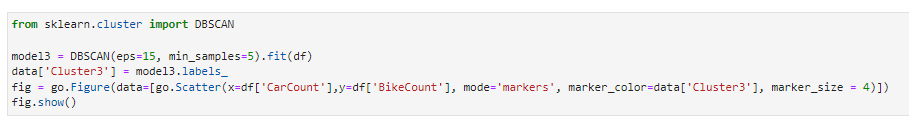 from sklearn.cluster import DBSCAN
model3 = DBSCAN(eps=15, min_samples=5).fit(df)
data['Cluster3'] = model3.labels_
fig = go.Figure(data=[go.Scatter(x=df['CarCount'],y=df['BikeCount'], mode='markers', marker_color=data['Cluster3'], marker_size = 4)])
fig.show()